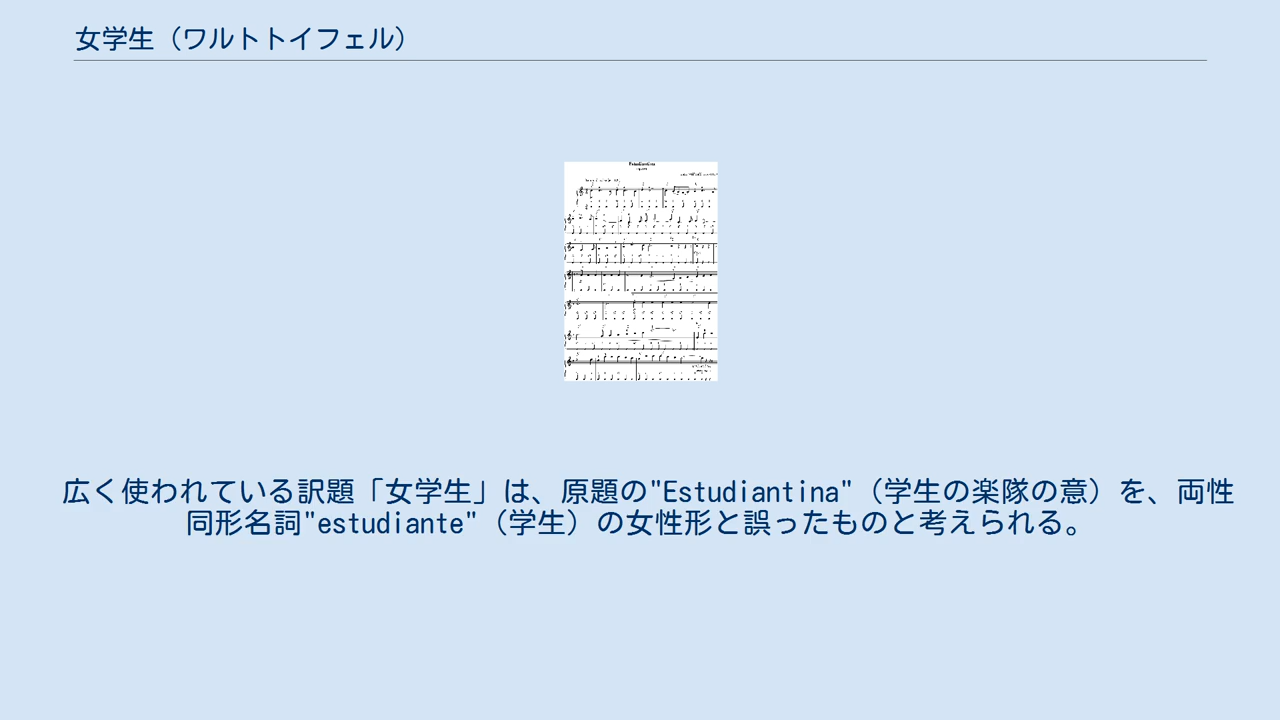 女学生（ワルトトイフェル）
Estudiantina
広く使われている訳題「女学生」は、原題の"Estudiantina"（学生の楽隊の意）を、両性
同形名詞"estudiante"（学生）の女性形と誤ったものと考えられる。